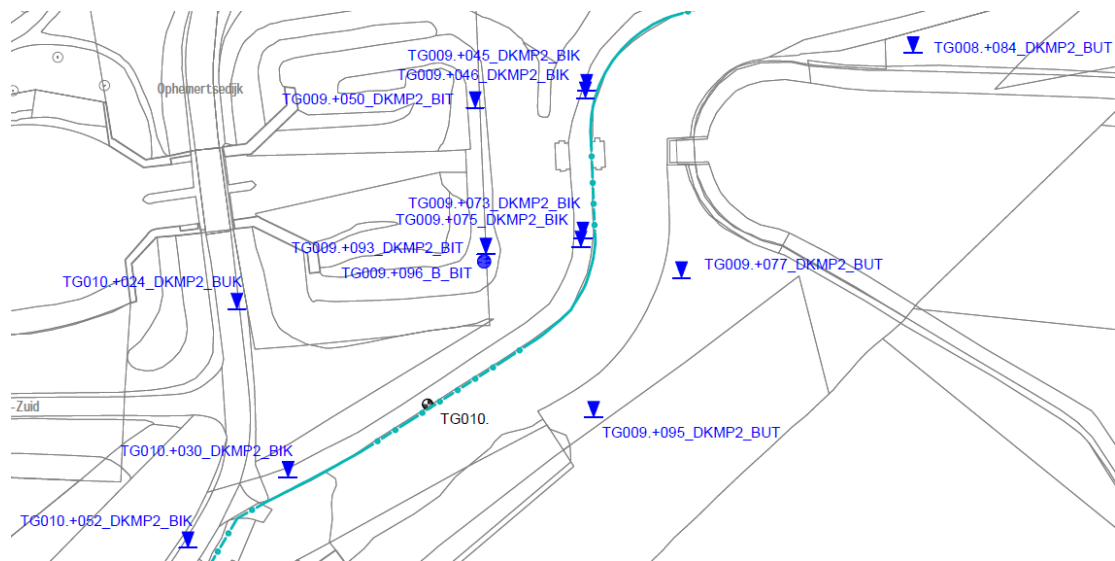 TG009.+045_DKMP2_BIK
TG008.+084_DKMP2_BUT
TG009.+046_DKMP2_BIK
Ophemertsedijk
TG009.+050_DKMP2_BIT
TG009.+073_DKMP2_BIK
TG009.+075_DKMP2_BIK
TG009.+093_DKMP2_BIT
TG009.+077_DKMP2_BUT
TG009.+096_B_BIT
TG010.+024_DKMP2_BUK
-Zuid
TG010.
TG009.+095_DKMP2_BUT
TG010.+030_DKMP2_BIK
TG010.+052_DKMP2_BIK